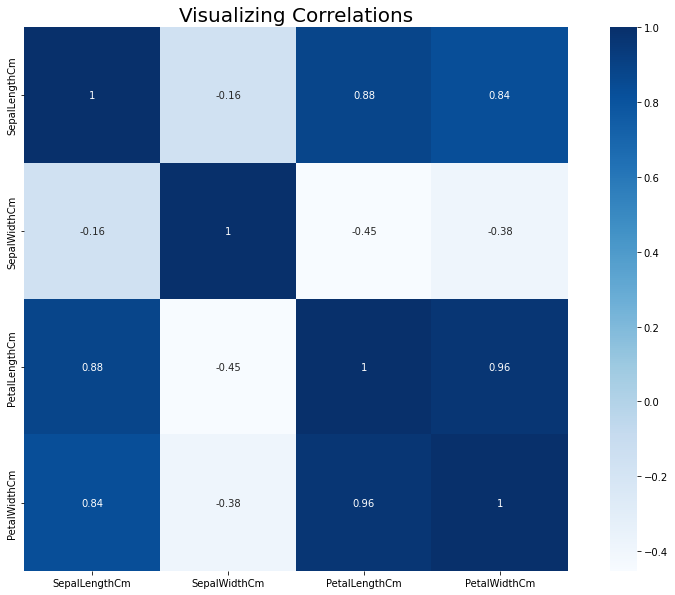 Visualizing Correlations
SepalLengthCm
1
-0.16
0.88
0.84
SepalWidthCm
-0.16
1
-0.45
-0.38
PetalLengthCm
0.88
-0.45
1
0.96
PetalWidthCm
0.84
-0.38
0.96
1
SepalLengthCm
SepalWidthCm
PetalLengthCm
PetalWidthCm
1.0
0.8
0.6
0.4
0.2
0.0
−0.2
−0.4